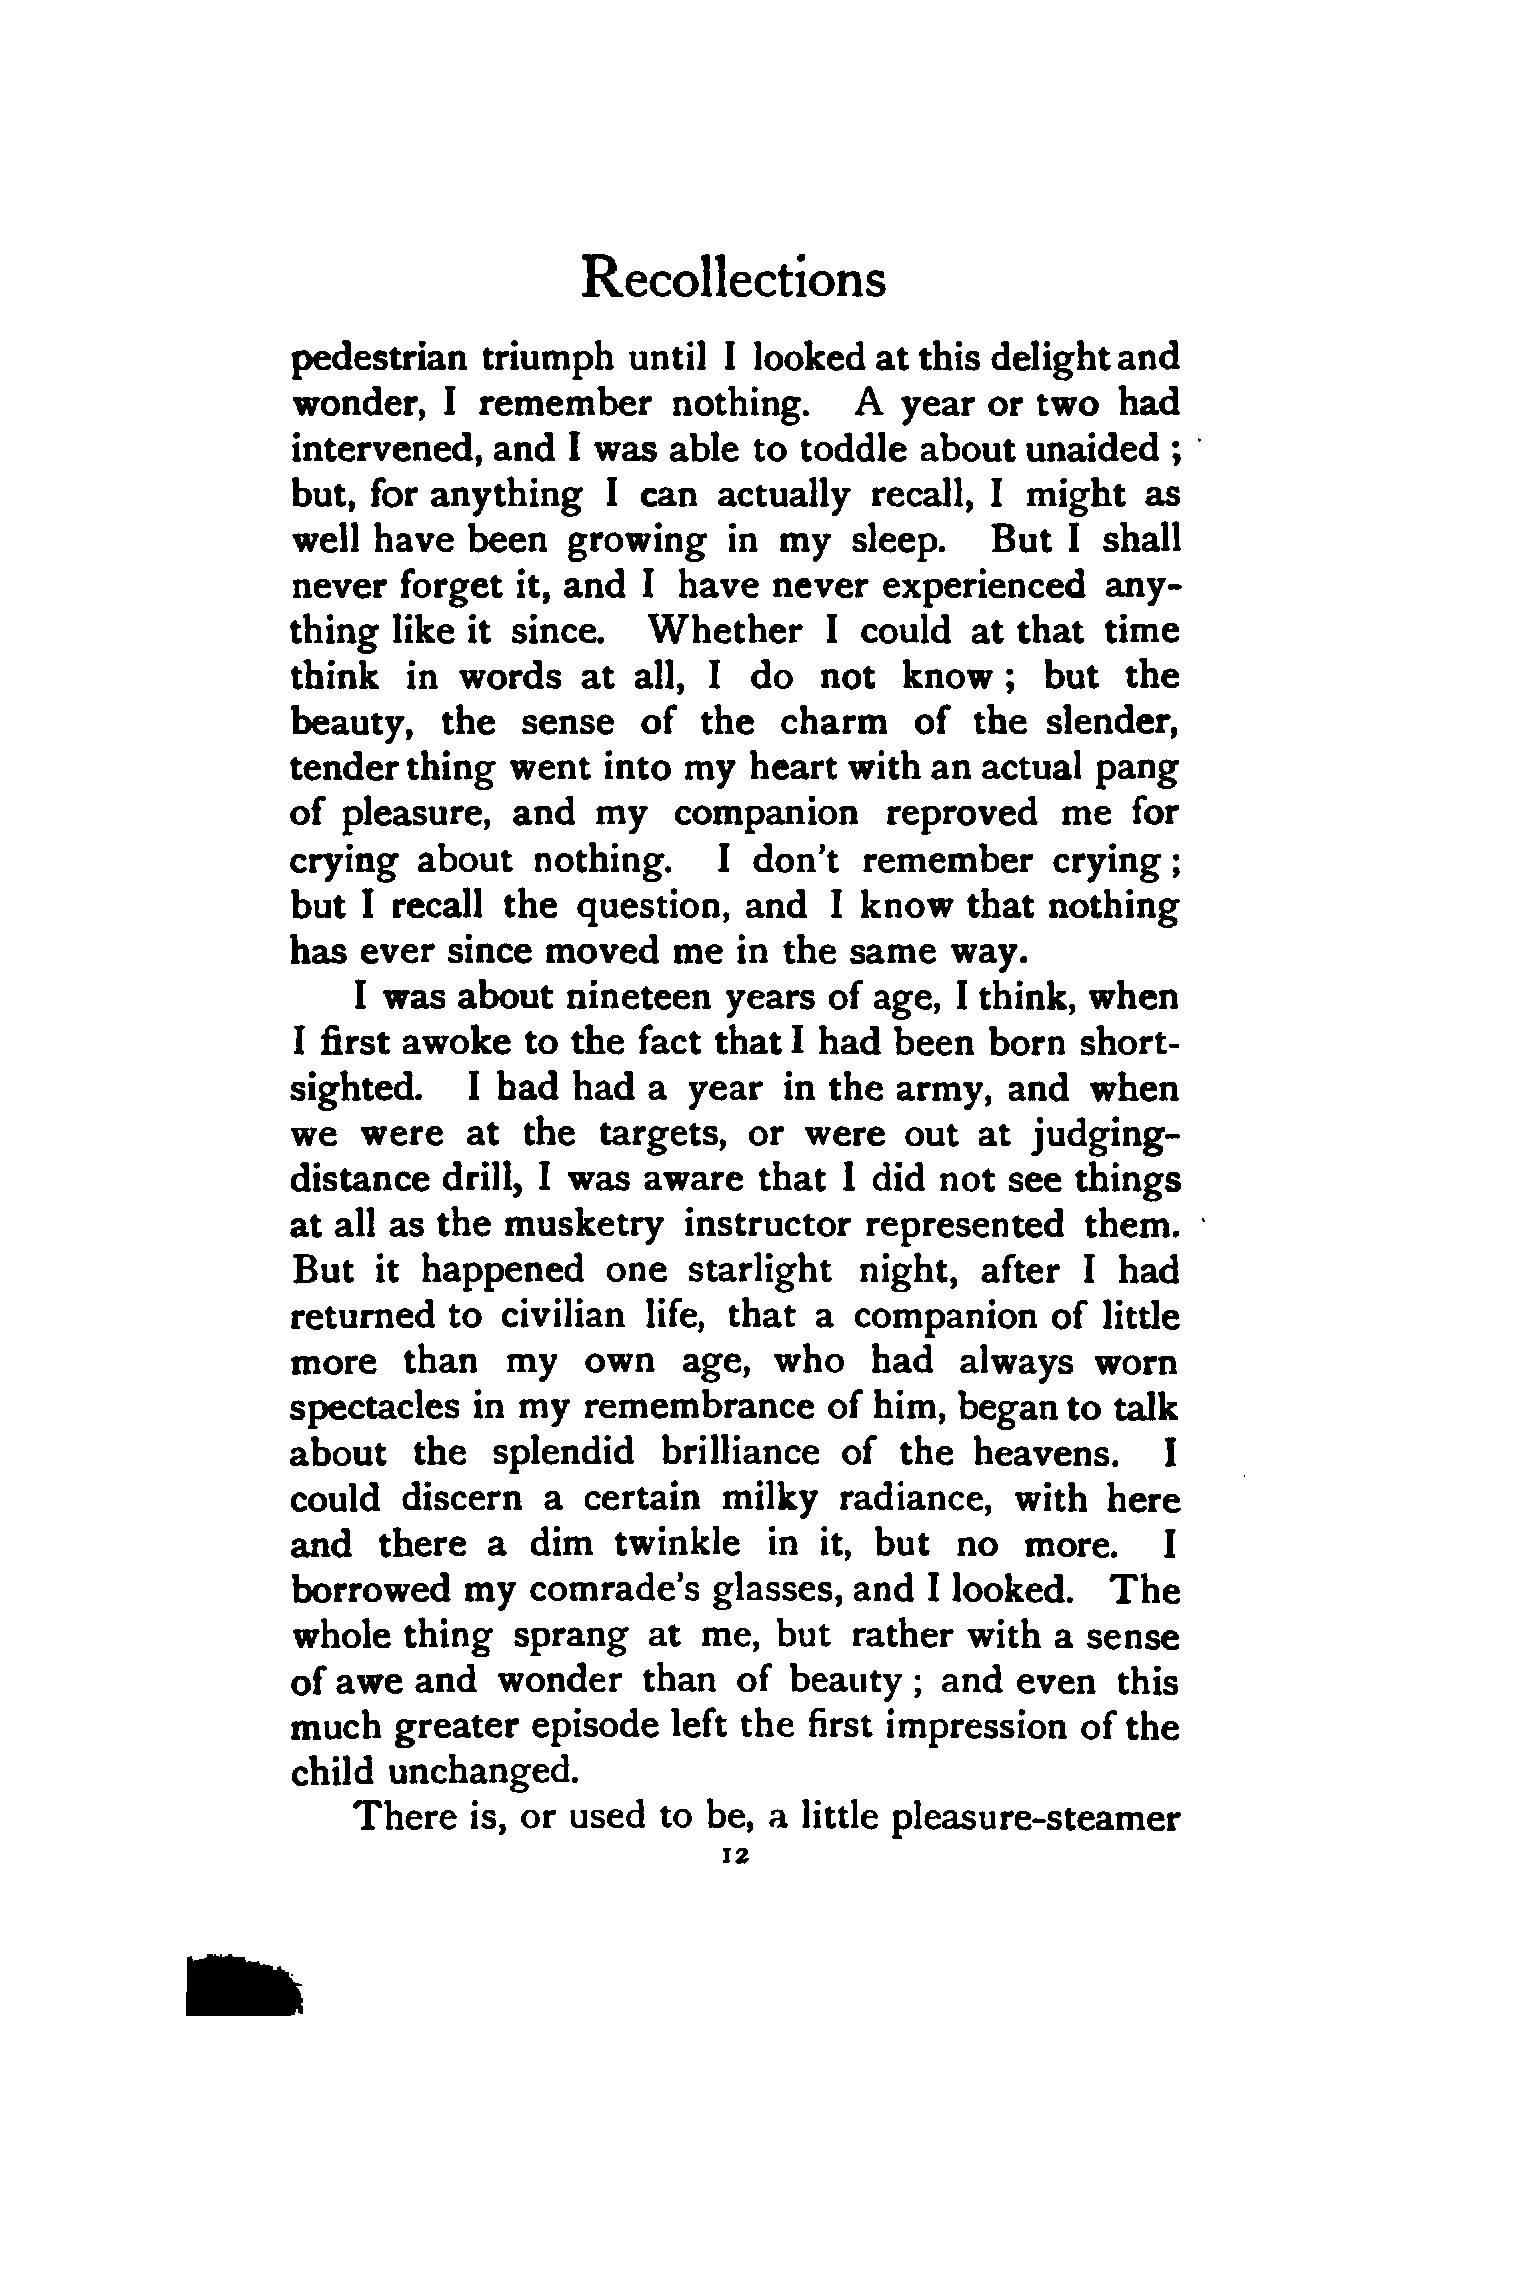 Recollections
pedestrian triumph until I looked at this delight and
wonder, I remember nothing. A year or two had
intervened, and I was able to toddle about unaided ;
but, for anything I can actually recall, I might as
well have been growing in my sleep. But I shall
never forget it, and I have never experienced any-
thing like it since. Whether I could at that time
think in words at all, I do not know ; but the
beauty, the sense of the charm of the slender,
tender thing went into my heart with an actual pang
of pleasure, and my companion reproved me for
crying about nothing. I don't remember crying ;
but I recall the question, and I know that nothing
has ever since moved me in the same way.
I was about nineteen years of age, I think, when
I first awoke to the fact that I had been born short-
sighted. I had had a year in the army, and when
we were at the targets, or were out at judging-
distance drill, I was aware that I did not see things
at all as the musketry instructor represented them.
But it happened one starlight night, after I had
returned to civilian life, that a companion of little
more than my own age, who had always worn
spectacles in my remembrance of him, began to talk
about the splendid brilliance of the heavens. I
could discern a certain milky radiance, with here
and there a dim twinkle in it, but no more. I
borrowed my comrade's glasses, and I looked. The
whole thing sprang at me, but rather with a sense
of awe and wonder than of beauty ; and even this
much greater episode left the first impression of the
child unchanged.
There is, or used to be, a little pleasure-steamer
12